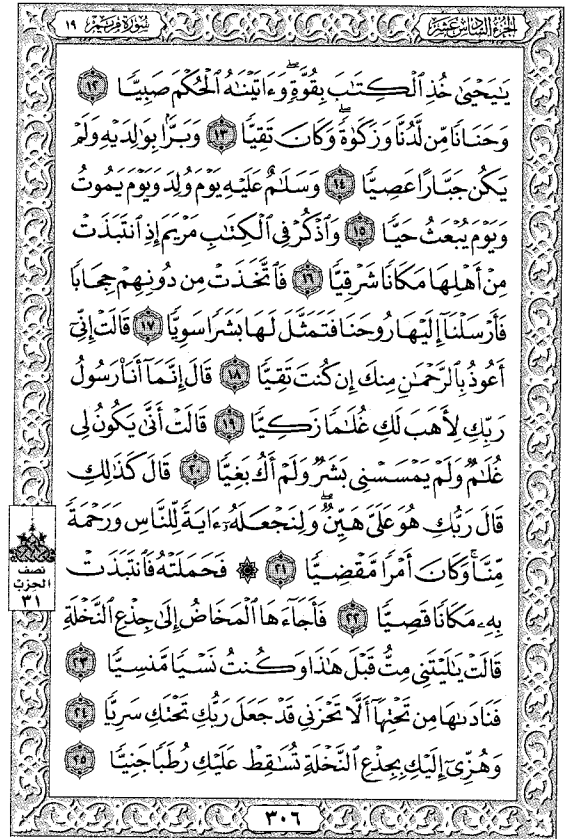 سورة مريم ١٩
الجزء السادس عشر
يَـٰيَحْيَىٰ خُذِ ٱلْكِتَـٰبَ بِقُوَّةٍۖ وَءَاتَيْنَـٰهُ ٱلْحُكْمَ صَبِيًّا ١٢
وَحَنَانًا مِّن لَّدُنَّا وَزَكَوٰةًۖ وَكَانَ تَقِيًّا ١٣ وَبَرًّۢا بِوَٰلِدَيْهِ وَلَمْ
يَكُن جَبَّارًا عَصِيًّا ١٤ وَسَلَـٰمٌ عَلَيْهِ يَوْمَ وُلِدَ وَيَوْمَ يَمُوتُ
وَيَوْمَ يُبْعَثُ حَيًّا ١٥ وَٱذْكُرْ فِى ٱلْكِتَـٰبِ مَرْيَمَ إِذِ ٱنتَبَذَتْ
مِنْ أَهْلِهَا مَكَانًا شَرْقِيًّا ١٦ فَٱتَّخَذَتْ مِن دُونِهِمْ حِجَابًا
فَأَرْسَلْنَآ إِلَيْهَا رُوحَنَا فَتَمَثَّلَ لَهَا بَشَرًا سَوِيًّا ١٧ قَالَتْ إِنِّىٓ
أَعُوذُ بِٱلرَّحْمَـٰنِ مِنكَ إِن كُنتَ تَقِيًّا ١٨ قَالَ إِنَّمَآ أَنَا۠ رَسُولُ
رَبِّكِ لِأَهَبَ لَكِ غُلَـٰمًا زَكِيًّا ١٩ قَالَتْ أَنَّىٰ يَكُونُ لِى
غُلَـٰمٌ وَلَمْ يَمْسَسْنِى بَشَرٌ وَلَمْ أَكُ بَغِيًّا ٢٠ قَالَ كَذَٰلِكِ
قَالَ رَبُّكِ هُوَ عَلَىَّ هَيِّنٌۖ وَلِنَجْعَلَهُۥٓ ءَايَةً لِّلنَّاسِ وَرَحْمَةً
مِّنَّاۚ وَكَانَ أَمْرًا مَّقْضِيًّا ٢١ ۞ فَحَمَلَتْهُ فَٱنتَبَذَتْ
بِهِۦ مَكَانًا قَصِيًّا ٢٢ فَأَجَآءَهَا ٱلْمَخَاضُ إِلَىٰ جِذْعِ ٱلنَّخْلَةِ
قَالَتْ يَـٰلَيْتَنِى مِتُّ قَبْلَ هَـٰذَا وَكُنتُ نَسْيًا مَّنسِيًّا ٢٣
فَنَادَىٰهَا مِن تَحْتِهَآ أَلَّا تَحْزَنِى قَدْ جَعَلَ رَبُّكِ تَحْتَكِ سَرِيًّا ٢٤
وَهُزِّىٓ إِلَيْكِ بِجِذْعِ ٱلنَّخْلَةِ تُسَـٰقِطْ عَلَيْكِ رُطَبًا جَنِيًّا ٢٥
نصف
الحزب
٣١
٣٠٦